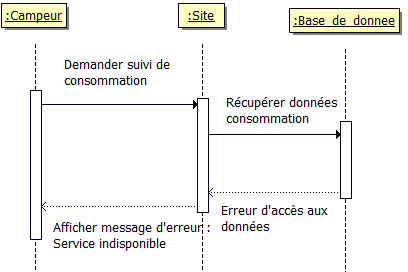 :Campeur
:Site
:Base_de_donnee
Demander suivi de
consommation
Récupérer données
consommation
Erreur d'accès aux
données
Afficher message d'erreur :
Service indisponible